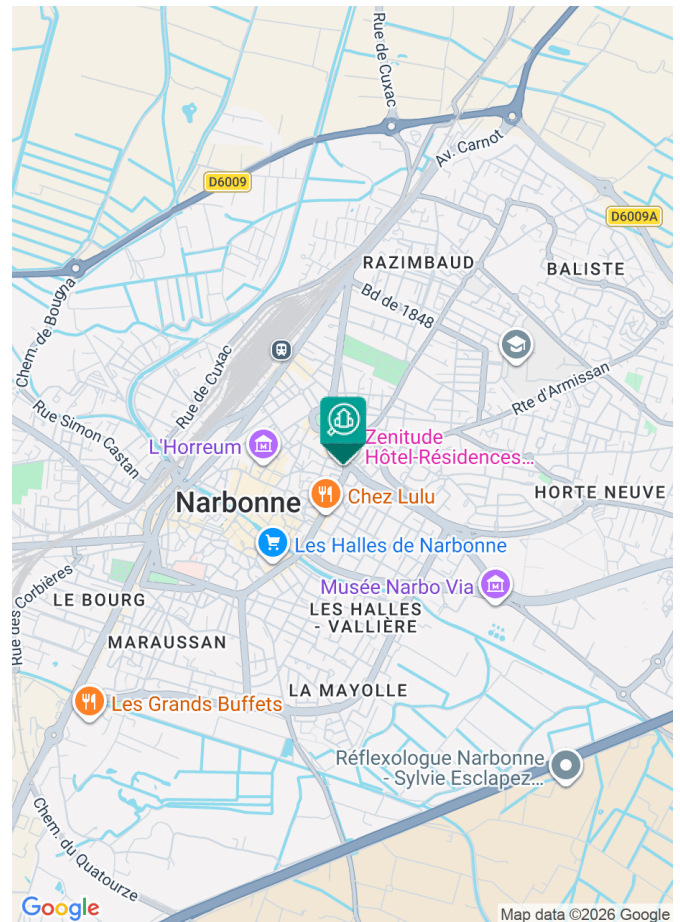 Rue de Cuxac
Av. Carnot
D6009
D6009A
RAZIMBAUD
BALISTE
Chem. de Bougna
Bd de 1848
Rue de Cuxac
Rte d'Armissan
Rue Simon Castan
L'Horreum
Zenitude
Hôtel-Résidences...
Narbonne
Chez Lulu
HORTE NEUVE
Les Halles de Narbonne
Rue des Corbières
Musée Narbo Via
LE BOURG
LES HALLES
- VALLIÈRE
MARAUSSAN
LA MAYOLLE
Les Grands Buffets
Réflexologue Narbonne
- Sylvie Esclapez...
Chem. du Quatourze
Google
Map data ©2026 Google